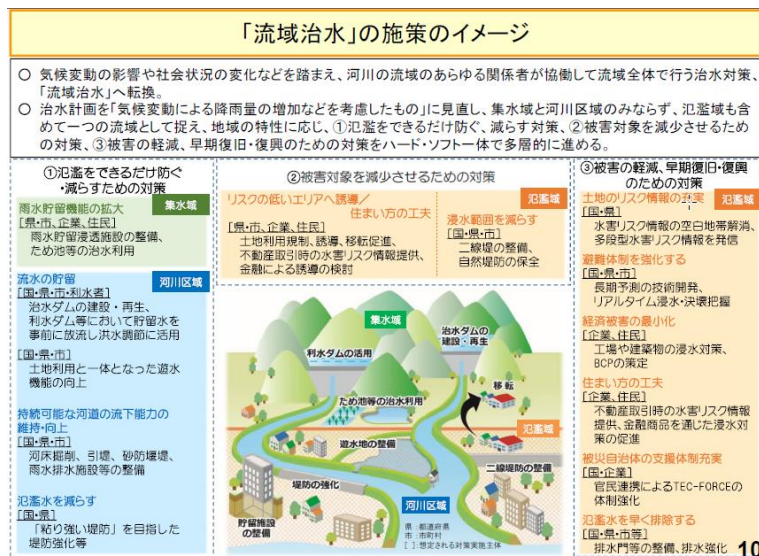 「流域治水」の施策のイメージ
○ 気候変動の影響や社会状況の変化などを踏まえ、河川の流域のあらゆる関係者が協働して流域全体で行う治水対策、
「流域治水」へ転換。
○ 治水計画を「気候変動による降雨量の増加などを考慮したもの」に見直し、集水域と河川区域のみならず、氾濫域も含
めて一つの流域として捉え、地域の特性に応じ、①氾濫をできるだけ防ぐ、減らす対策、②被害対象を減少させるため
の対策、③被害の軽減、早期復旧・復興のための対策をハード・ソフト一体で多層的に進める。
①氾濫をできるだけ防ぐ
・減らすための対策
集水域
雨水貯留機能の拡大
[県・市、企業、住民]
雨水貯留浸透施設の整備、
ため池等の治水利用
流水の貯留
河川区域
[国・県・市・利水者]
治水ダムの建設・再生、
利水ダム等において貯留水を
事前に放流し洪水調節に活用
[国・県・市]
土地利用と一体となった遊水
機能の向上
持続可能な河道の流下能力の
維持・向上
[国・県・市]
河床掘削、引堤、砂防堰堤、
雨水排水施設等の整備
氾濫水を減らす
[国・県]
「粘り強い堤防」を目指した
堤防強化等
②被害対象を減少させるための対策
リスクの低いエリアへ誘導／
住まい方の工夫
[県・市、企業、住民]
土地利用規制、誘導、移転促進、
不動産取引時の水害リスク情報提供、
金融による誘導の検討
氾濫域
浸水範囲を減らす
[国・県・市]
二線堤の整備、
自然堤防の保全
集水域
治水ダムの
建設・再生
利水ダムの活用
ため池等の治水利用
移転
氾濫域
遊水地の整備
二線堤防の整備
堤防の強化
河川区域
貯留施設
の整備
県：都道府県
市：市町村
[ ]：想定される対策実施主体
③被害の軽減、早期復旧・復興
のための対策
土地のリスク情報の充実
氾濫域
[国・県]
水害リスク情報の空白地帯解消、
多段型水害リスク情報を発信
避難体制を強化する
[国・県・市]
長期予測の技術開発、
リアルタイム浸水・決壊把握
経済被害の最小化
[企業、住民]
工場や建築物の浸水対策、
BCPの策定
住まい方の工夫
[企業、住民]
不動産取引時の水害リスク情報
提供、金融商品を通じた浸水対
策の促進
被災自治体の支援体制充実
[国・企業]
官民連携によるTEC-FORCEの
体制強化
氾濫水を早く排除する
[国・県・市等]
排水門等の整備、排水強化
10